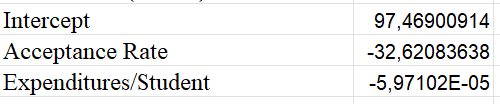 Intercept 97,46900914
Acceptance Rate -32,62083638
Expenditures/Student -5,97102E-05